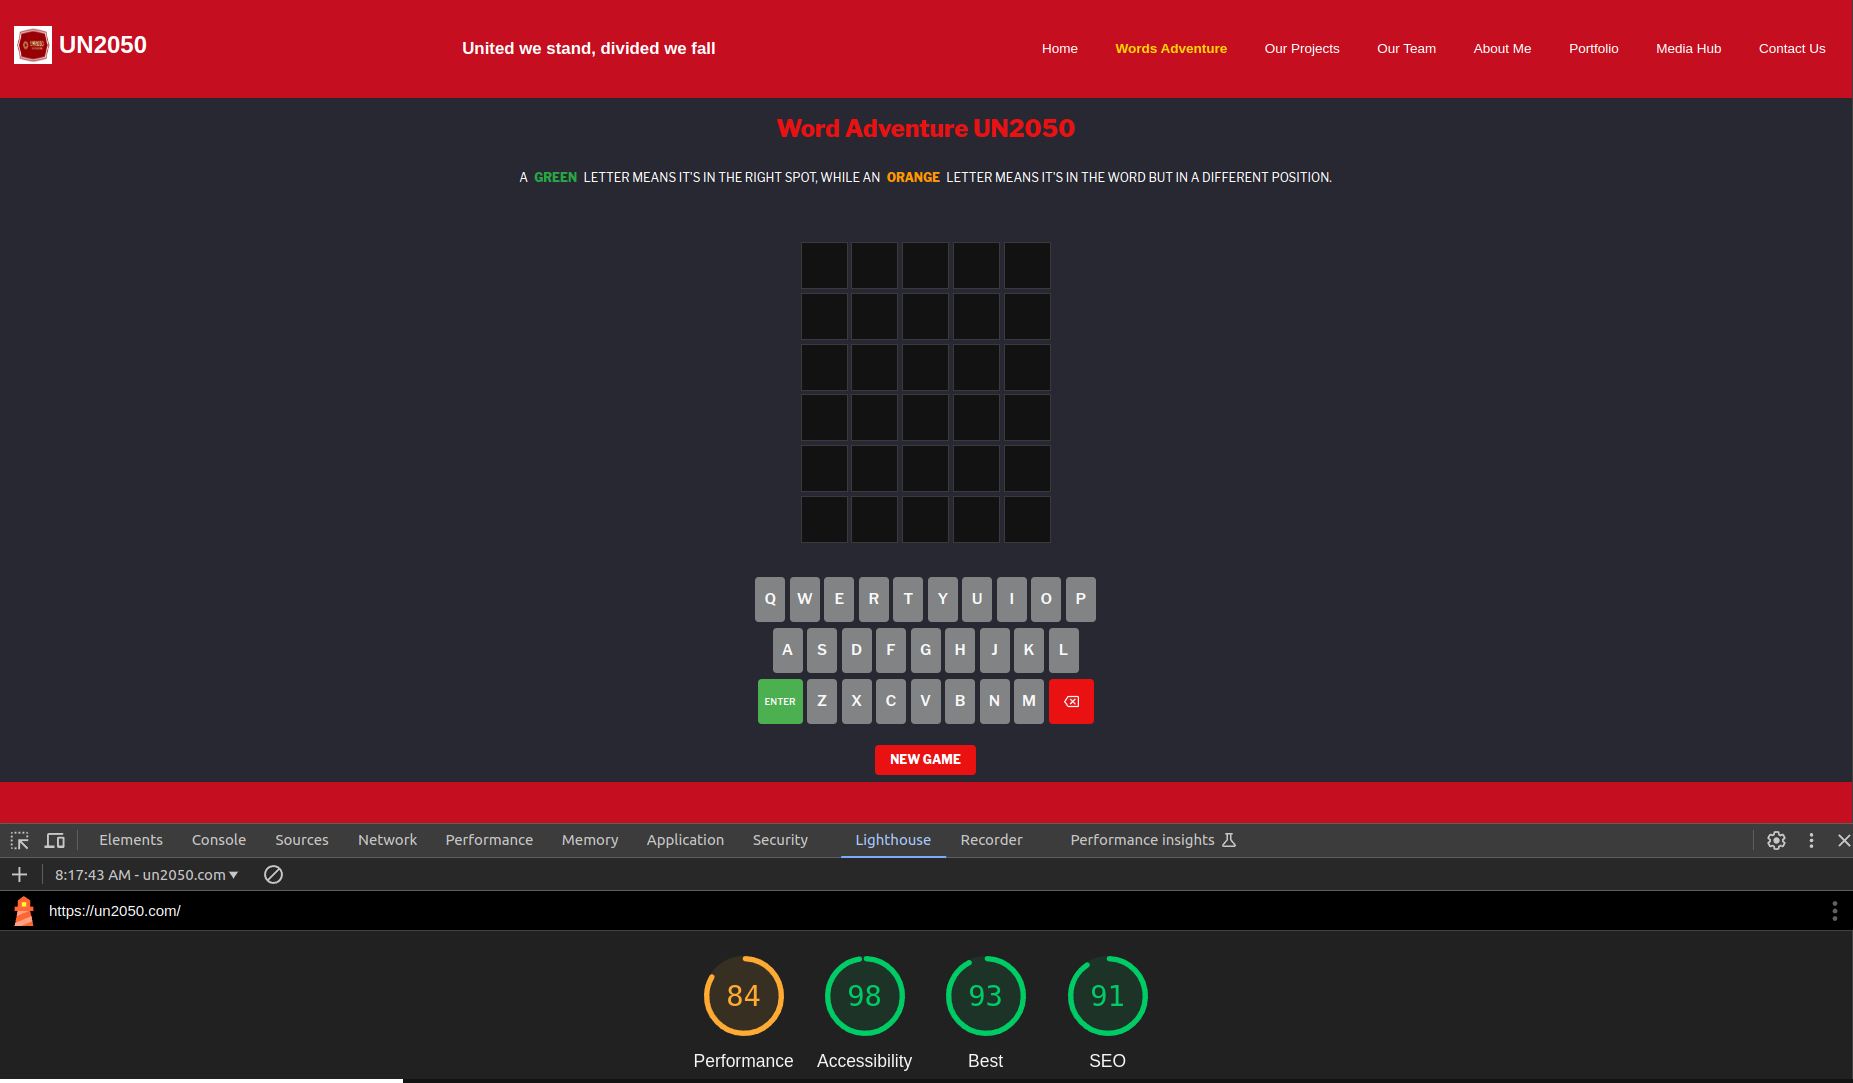 UN2050
United we stand, divided we fall
Home Words Adventure Our Projects Our Team About Me Portfolio Media Hub Contact Us
Word Adventure UN2050
A GREEN LETTER MEANS IT'S IN THE RIGHT SPOT, WHILE AN ORANGE LETTER MEANS IT'S IN THE WORD BUT IN A DIFFERENT POSITION.
Q W E R T Y U I O P
A S D F G H J K L
ENTER Z X C V B N M
NEW GAME
Elements Console Sources Network Performance Memory Application Security Lighthouse Recorder Performance insights
8:17:43 AM - un2050.com
https://un2050.com/
84 98 93 91
Performance Accessibility Best SEO